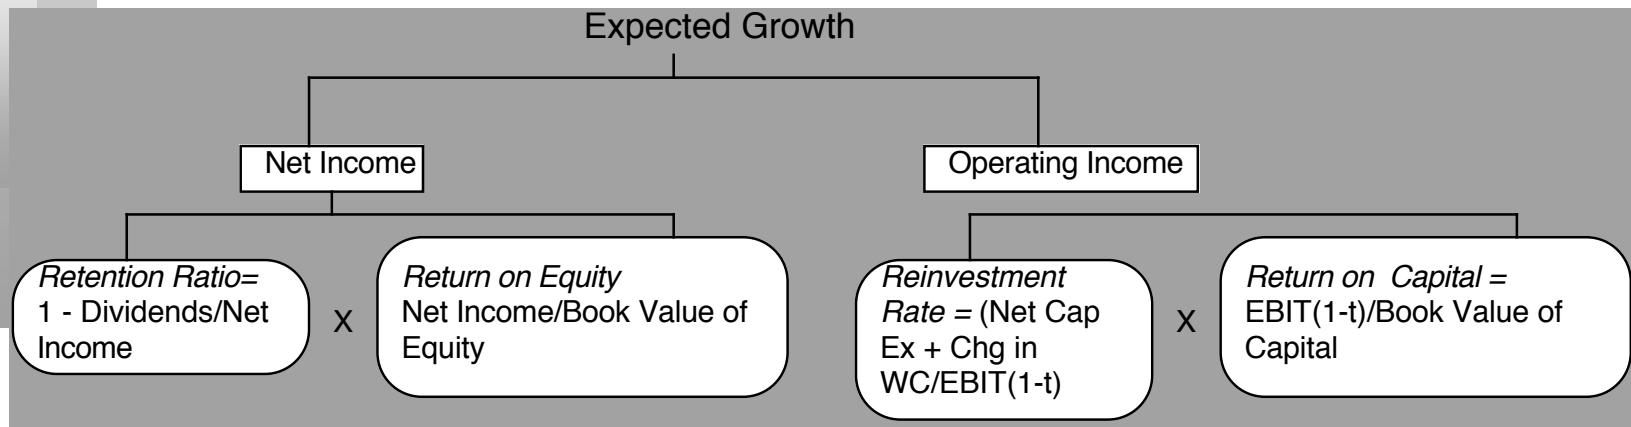 Expected Growth
Net Income
Operating Income
Retention Ratio=
1 - Dividends/Net
Income
X
Return on Equity
Net Income/Book Value of
Equity
Reinvestment
Rate = (Net Cap
Ex + Chg in
WC/EBIT(1-t)
X
Return on Capital =
EBIT(1-t)/Book Value of
Capital